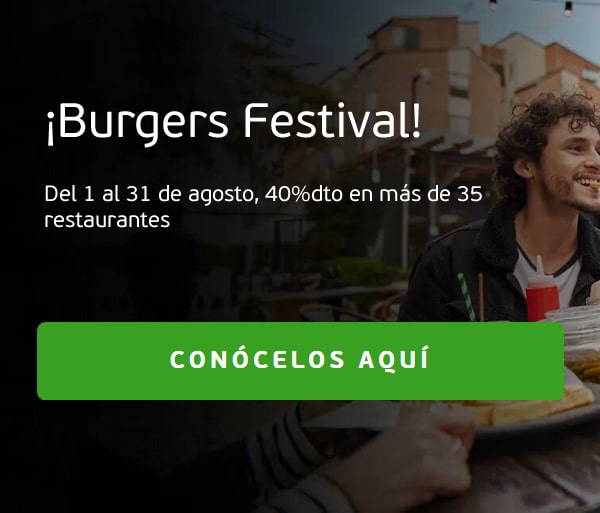 ¡Burgers Festival!
Del 1 al 31 de agosto, 40%dto en más de 35
restaurantes
CONÓCELOS AQUÍ